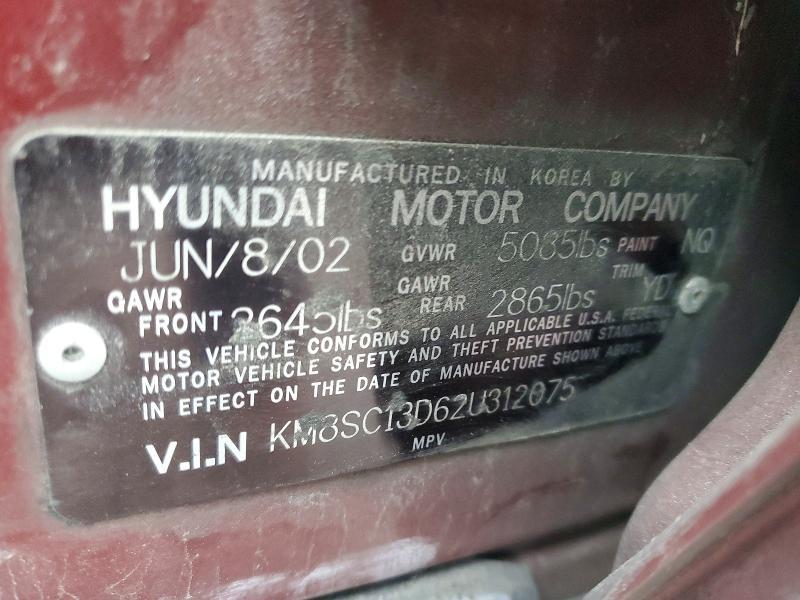 MANUFACTURED IN KOREA BY
HYUNDAI MOTOR COMPANY
JUN/8/02 GVWR 5085lbs PAINT NQ
GAWR FRONT 2645lbs GAWR REAR 2865lbs TRIM YD
THIS VEHICLE CONFORMS TO ALL APPLICABLE U.S.A. FEDERAL
MOTOR VEHICLE SAFETY AND THEFT PREVENTION STANDARDS
IN EFFECT ON THE DATE OF MANUFACTURE SHOWN ABOVE
V.I.N KM8SC13D62U312075
MPV